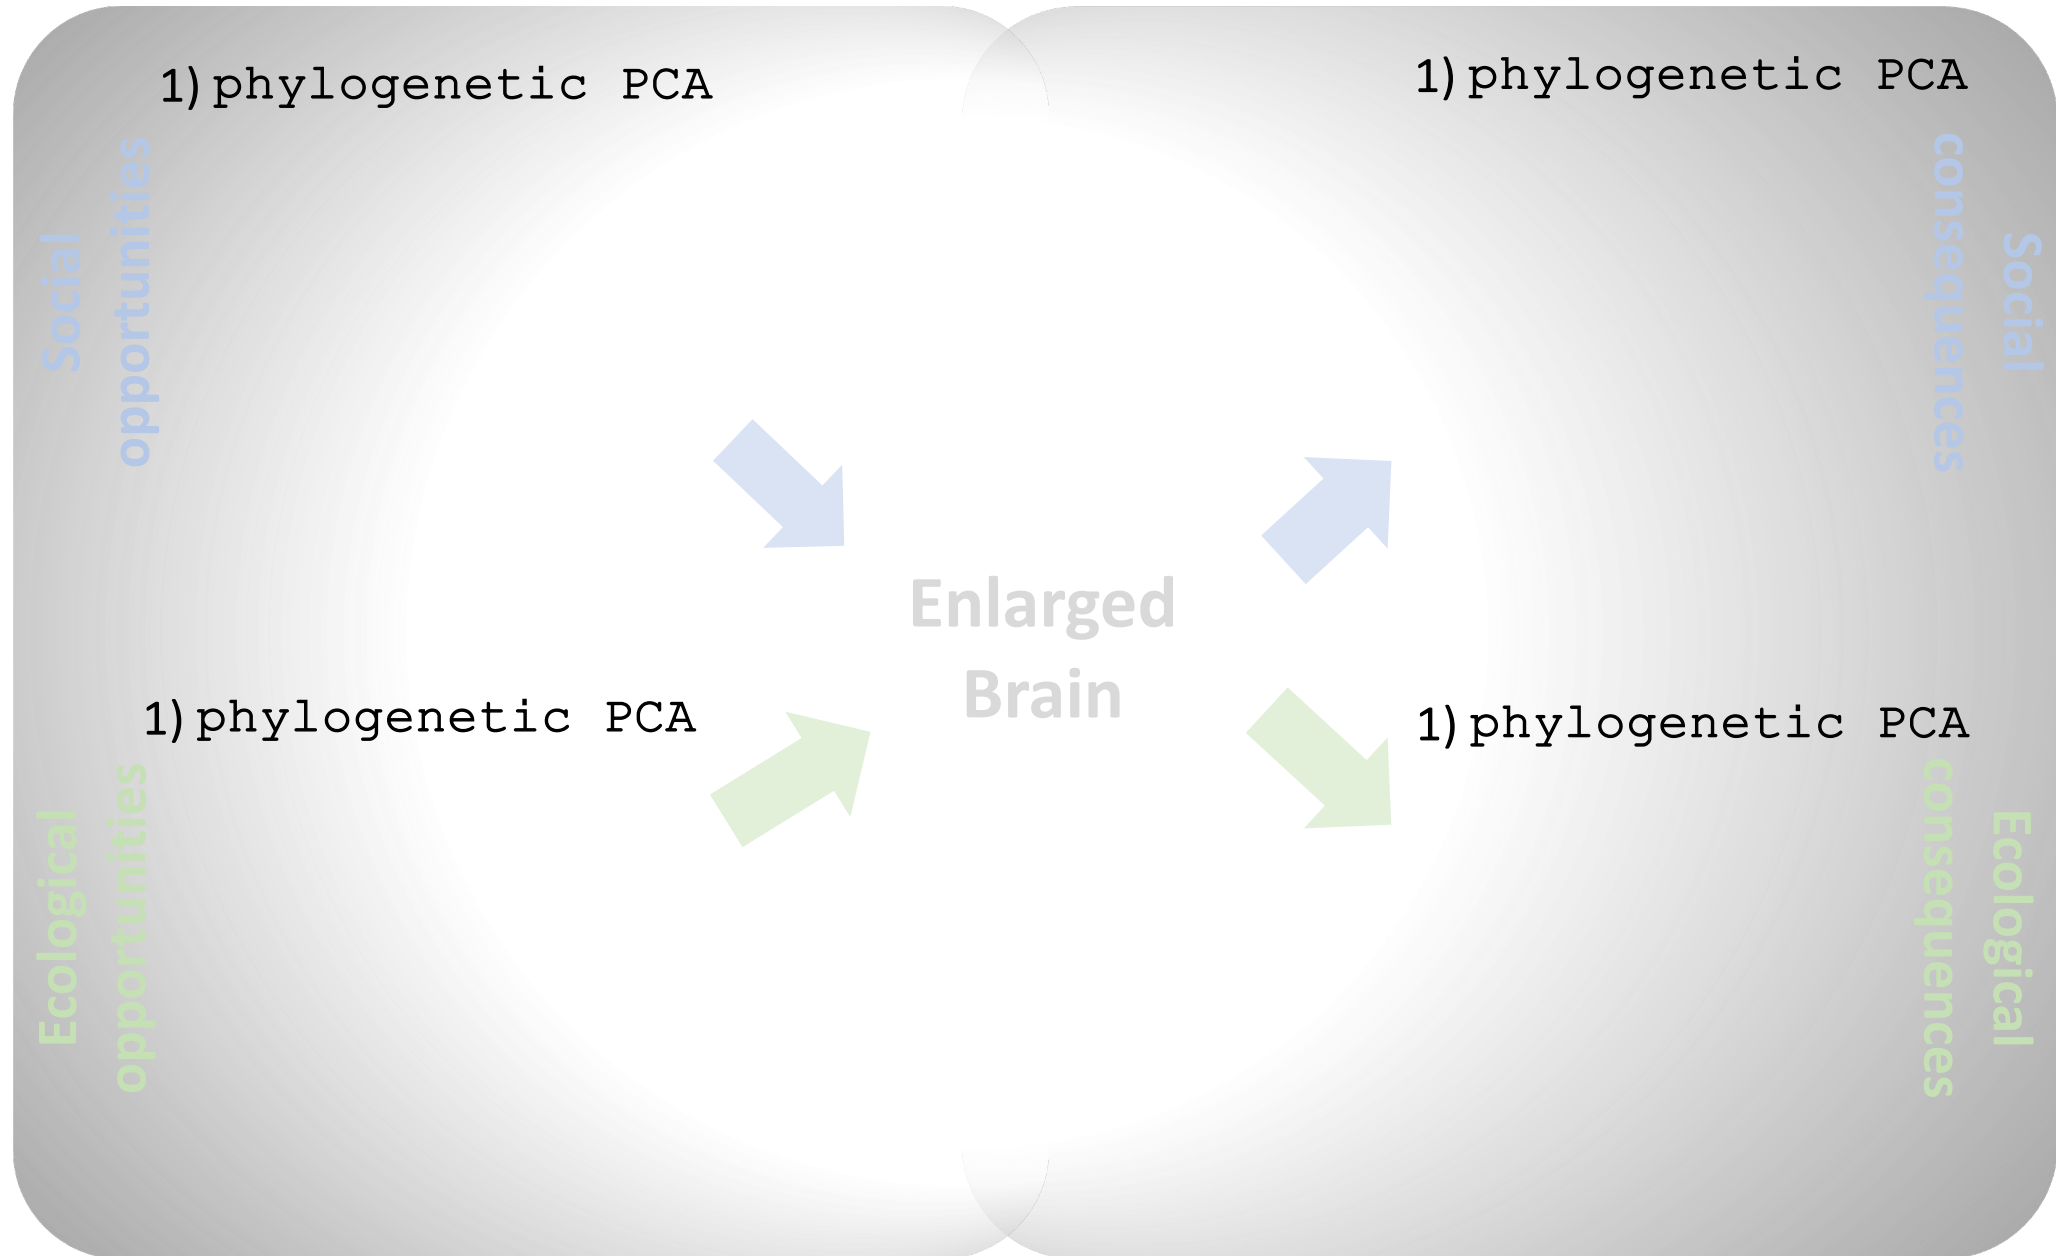 1) phylogenetic PCA
Social
opportunities
1) phylogenetic PCA
Social
consequences
Enlarged
Brain
1) phylogenetic PCA
Ecological
opportunities
1) phylogenetic PCA
Ecological
consequences